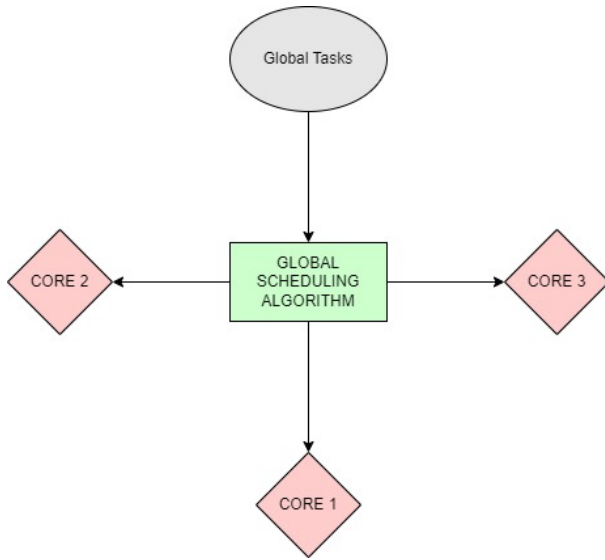 Global Tasks
GLOBAL
SCHEDULING
ALGORITHM
CORE 2
CORE 3
CORE 1